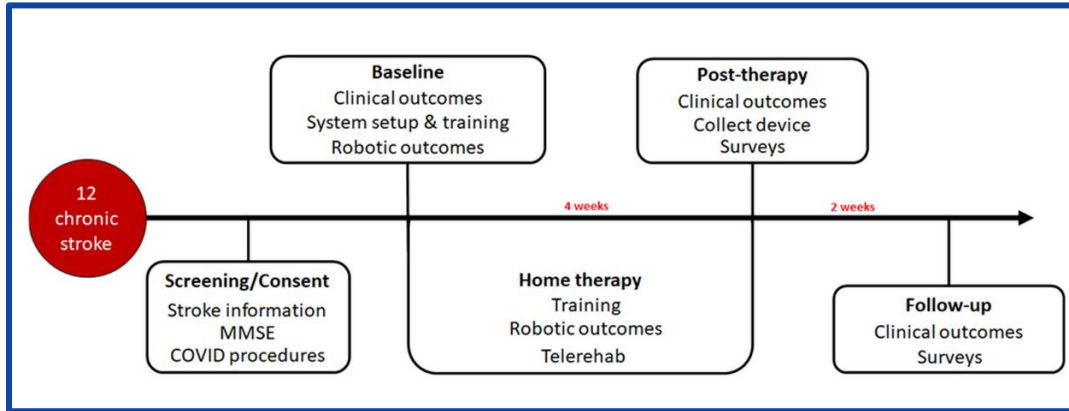 12
chronic
stroke
Screening/Consent
Stroke information
MMSE
COVID procedures
Baseline
Clinical outcomes
System setup & training
Robotic outcomes
4 weeks
Home therapy
Training
Robotic outcomes
Telerehab
Post-therapy
Clinical outcomes
Collect device
Surveys
2 weeks
Follow-up
Clinical outcomes
Surveys